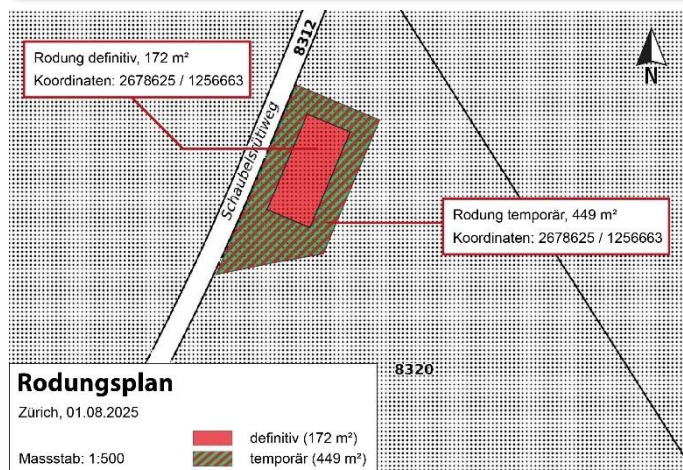 8312
Rodung definitiv, 172 m²
Koordinaten: 2678625 / 1256663
N
Schaubelsrütiweg
Rodung temporär, 449 m²
Koordinaten: 2678625 / 1256663
8320
Rodungsplan
Zürich, 01.08.2025
definitiv (172 m²)
Massstab: 1:500
temporär (449 m²)